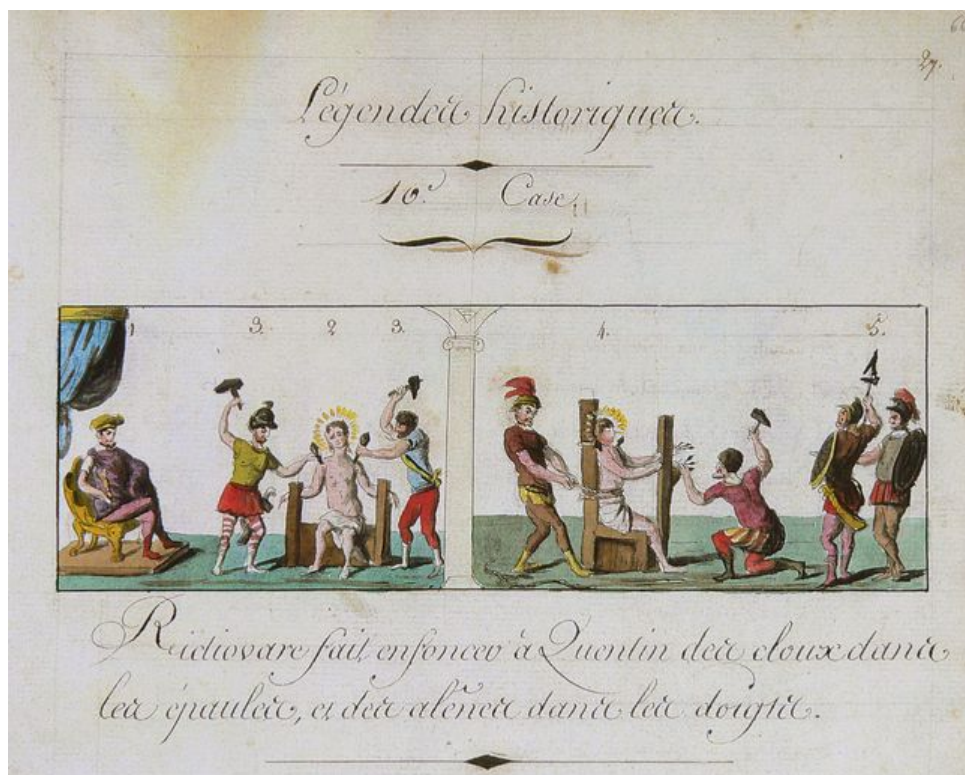 27.
Légendes historiques.
10.e Case.
1 3. 2 3. 4. 5.
Rictiovare fait enfoncer à Quentin des cloux dans
les épaules, et des alênes dans les doigts.